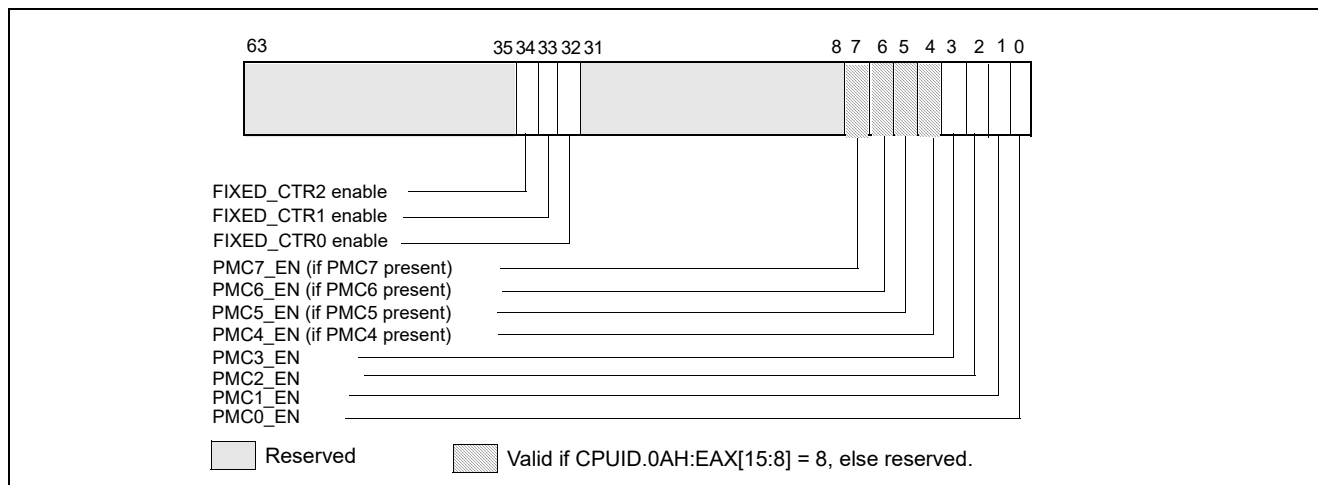 63 35 34 33 32 31 8 7 6 5 4 3 2 1 0
FIXED_CTR2 enable
FIXED_CTR1 enable
FIXED_CTR0 enable
PMC7_EN (if PMC7 present)
PMC6_EN (if PMC6 present)
PMC5_EN (if PMC5 present)
PMC4_EN (if PMC4 present)
PMC3_EN
PMC2_EN
PMC1_EN
PMC0_EN
Reserved Valid if CPUID.0AH:EAX[15:8] = 8, else reserved.